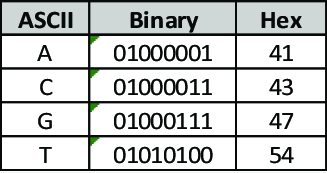 ASCII Binary Hex
A 01000001 41
C 01000011 43
G 01000111 47
T 01010100 54